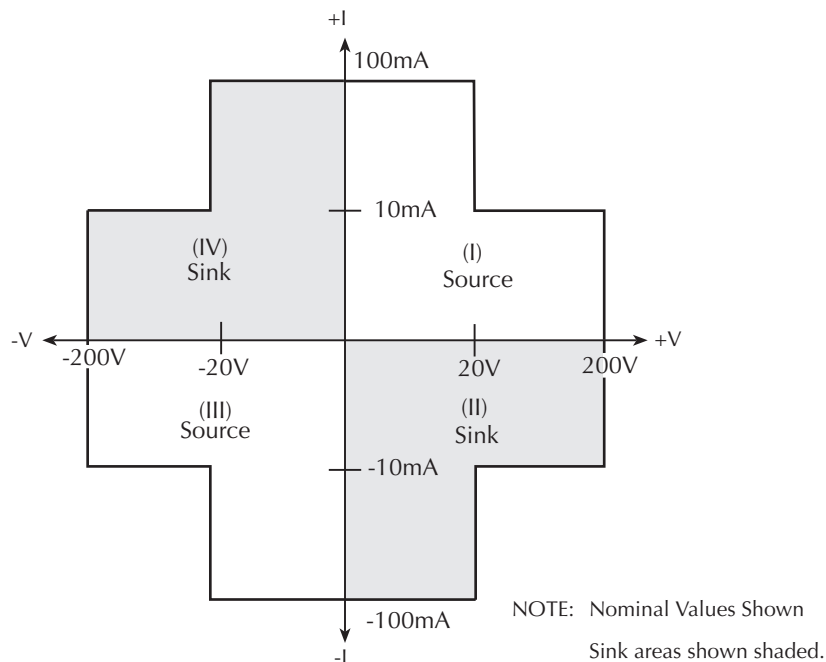 +I
100mA
10mA
(IV)
Sink
(I)
Source
-V
+V
-200V
-20V
20V
200V
(III)
Source
(II)
Sink
-10mA
-100mA
-I
NOTE: Nominal Values Shown
Sink areas shown shaded.